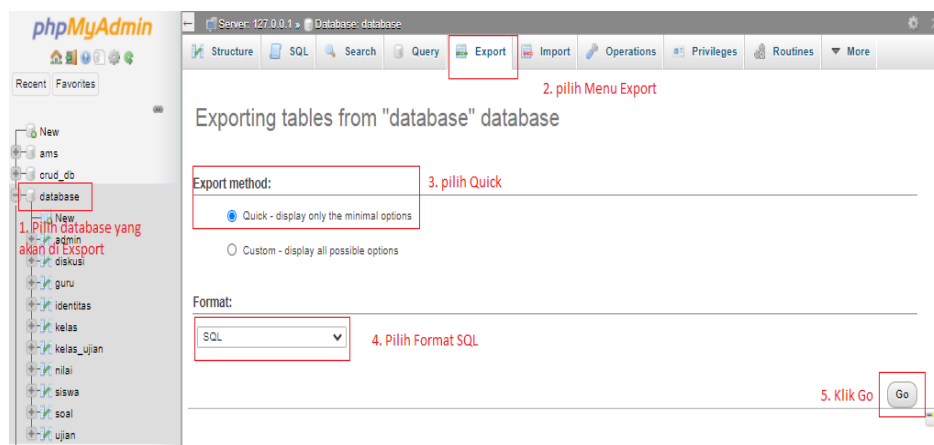 phpMyAdmin
Recent Favorites
New
ams
crud_db
database
New
admin
diskusi
guru
identitas
kelas
kelas_ujian
nilai
siswa
soal
ujian
1. Pilih database yang
akan di Exsport
Server: 127.0.0.1 » Database: database
Structure SQL Search Query Export Import Operations Privileges Routines More
2. pilih Menu Export
Exporting tables from "database" database
Export method:
3. pilih Quick
Quick - display only the minimal options
Custom - display all possible options
Format:
SQL
4. Pilih Format SQL
5. Klik Go
Go